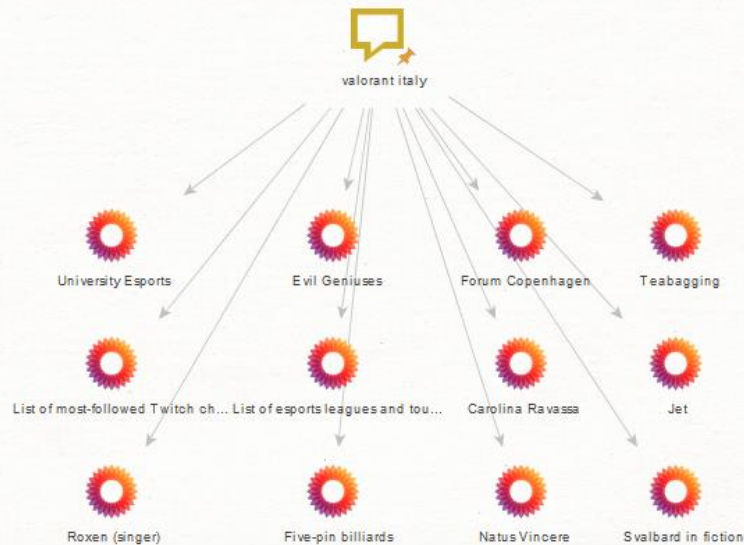 valorant italy
University Esports
Evil Geniuses
Forum Copenhagen
Teabagging
List of most-followed Twitch ch...
List of esports leagues and tou...
Carolina Ravassa
Jet
Roxen (singer)
Five-pin billiards
Natus Vincere
Svalbard in fiction